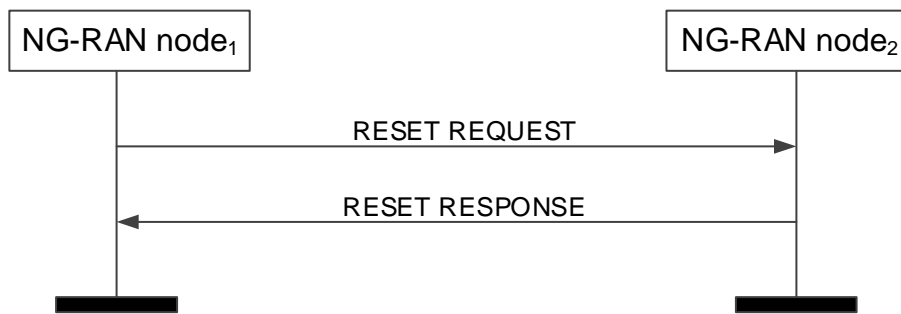 NG-RAN node₁
NG-RAN node₂
RESET REQUEST
RESET RESPONSE